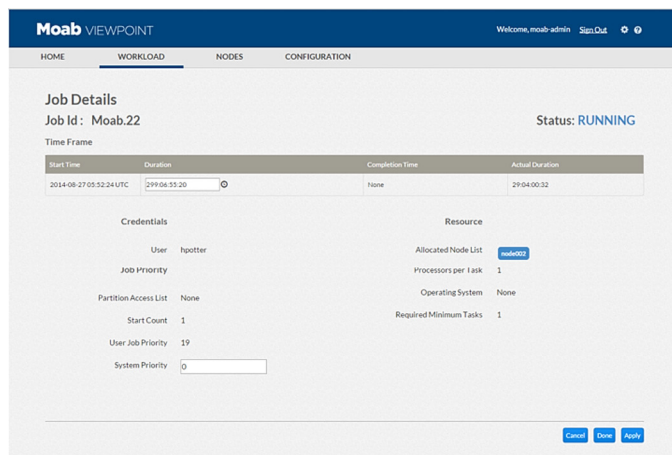 Moab VIEWPOINT
Welcome, moab-admin Sign Out
HOME WORKLOAD NODES CONFIGURATION
Job Details
Job Id : Moab.22
Status: RUNNING
Time Frame
Start Time Duration Completion Time Actual Duration
2014-08-27 05:52:24 UTC 299:06:55:20 None 29:04:00:32
Credentials Resource
User hpotter Allocated Node List node002
Job Priority Processors per Task 1
Partition Access List None Operating System None
Start Count 1 Required Minimum Tasks 1
User Job Priority 19
System Priority 0
Cancel Done Apply